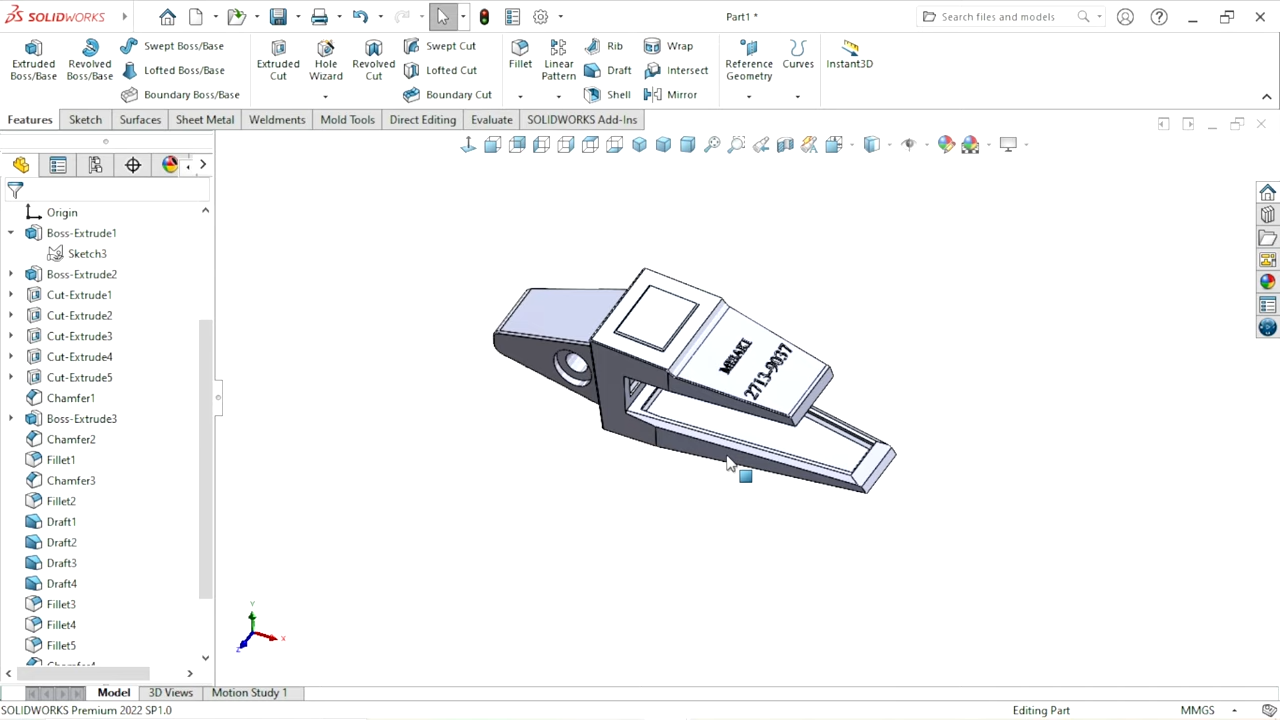 SOLIDWORKS
Part1 *
Search files and models
Extruded Boss/Base
Revolved Boss/Base
Swept Boss/Base
Lofted Boss/Base
Boundary Boss/Base
Extruded Cut
Hole Wizard
Revolved Cut
Swept Cut
Lofted Cut
Boundary Cut
Fillet
Linear Pattern
Rib
Draft
Shell
Wrap
Intersect
Mirror
Reference Geometry
Curves
Instant3D
Features
Sketch
Surfaces
Sheet Metal
Weldments
Mold Tools
Direct Editing
Evaluate
SOLIDWORKS Add-Ins
Origin
Boss-Extrude1
Sketch3
Boss-Extrude2
Cut-Extrude1
Cut-Extrude2
Cut-Extrude3
Cut-Extrude4
Cut-Extrude5
Chamfer1
Boss-Extrude3
Chamfer2
Fillet1
Chamfer3
Fillet2
Draft1
Draft2
Draft3
Draft4
Fillet3
Fillet4
Fillet5
Chamfer4
MERAKI
2713-9037
Y
X
Z
Model
3D Views
Motion Study 1
SOLIDWORKS Premium 2022 SP1.0
Editing Part
MMGS